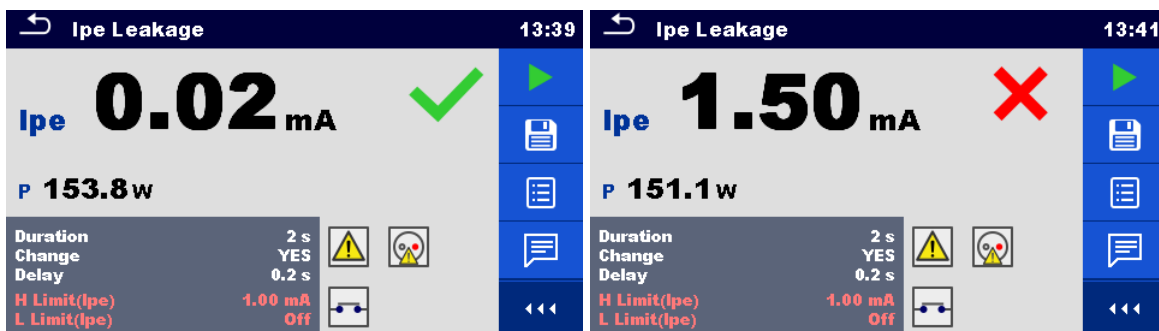 Ipe Leakage 13:39
Ipe 0.02 mA
P 153.8 W
Duration 2 s
Change YES
Delay 0.2 s
H Limit(Ipe) 1.00 mA
L Limit(Ipe) Off
Ipe Leakage 13:41
Ipe 1.50 mA
P 151.1 W
Duration 2 s
Change YES
Delay 0.2 s
H Limit(Ipe) 1.00 mA
L Limit(Ipe) Off